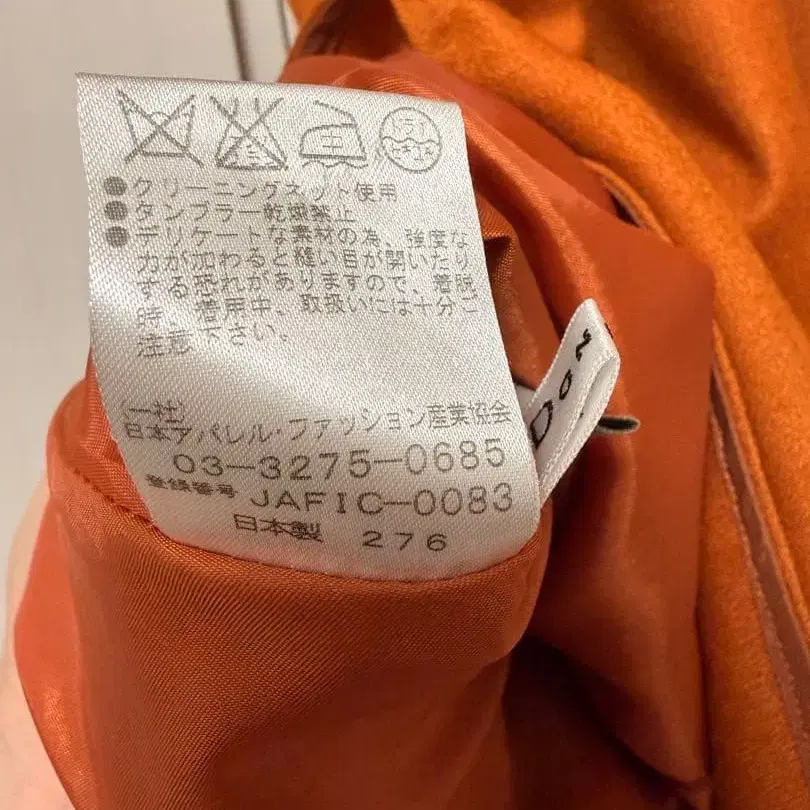 ●クリーニングネット使用
●タンブラー乾燥禁止
●デリケートな素材の為、強度な
力が加わると縫い目が開いたり
する恐れがありますので、着脱
時、着用中、取扱いには十分ご
注意下さい。
(一社)
日本アパレル・ファッション産業協会
03-3275-0685
登録番号 JAFIC-0083
日本製 276